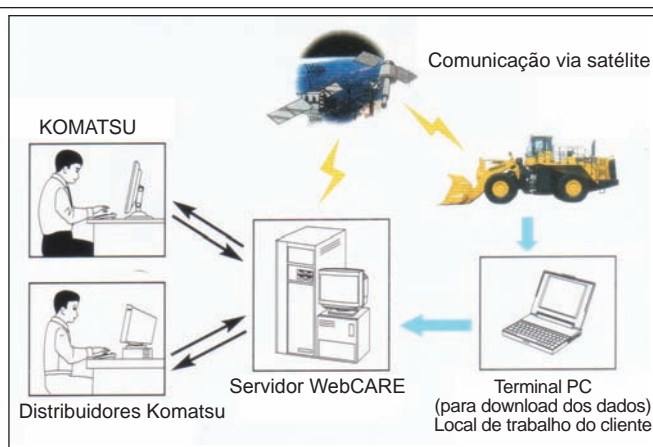 Comunicação via satélite
KOMATSU
Servidor WebCARE
Distribuidores Komatsu
Terminal PC
(para download dos dados)
Local de trabalho do cliente